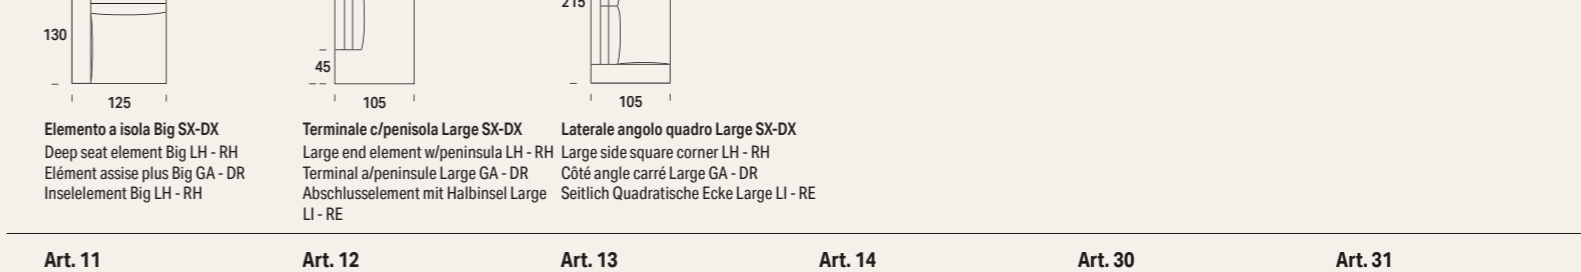 215
130
45
125
105
105
Elemento a isola Big SX-DX
Deep seat element Big LH - RH
Elément assise plus Big GA - DR
Inselelement Big LH - RH
Terminale c/penisola Large SX-DX
Large end element w/peninsula LH - RH
Terminal a/peninsule Large GA - DR
Abschlusselement mit Halbinsel Large
LI - RE
Laterale angolo quadro Large SX-DX
Large side square corner LH - RH
Côté angle carré Large GA - DR
Seitlich Quadratische Ecke Large LI - RE
Art. 11
Art. 12
Art. 13
Art. 14
Art. 30
Art. 31